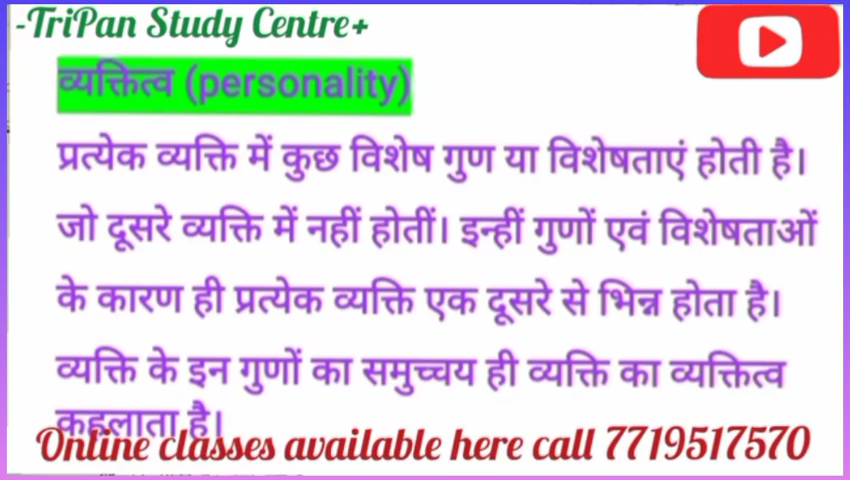 -TriPan Study Centre+
व्यक्तित्व (personality)
प्रत्येक व्यक्ति में कुछ विशेष गुण या विशेषताएं होती है।
जो दूसरे व्यक्ति में नहीं होतीं। इन्हीं गुणों एवं विशेषताओं
के कारण ही प्रत्येक व्यक्ति एक दूसरे से भिन्न होता है।
व्यक्ति के इन गुणों का समुच्चय ही व्यक्ति का व्यक्तित्व
कहलाता है।
Online classes available here call 7719517570